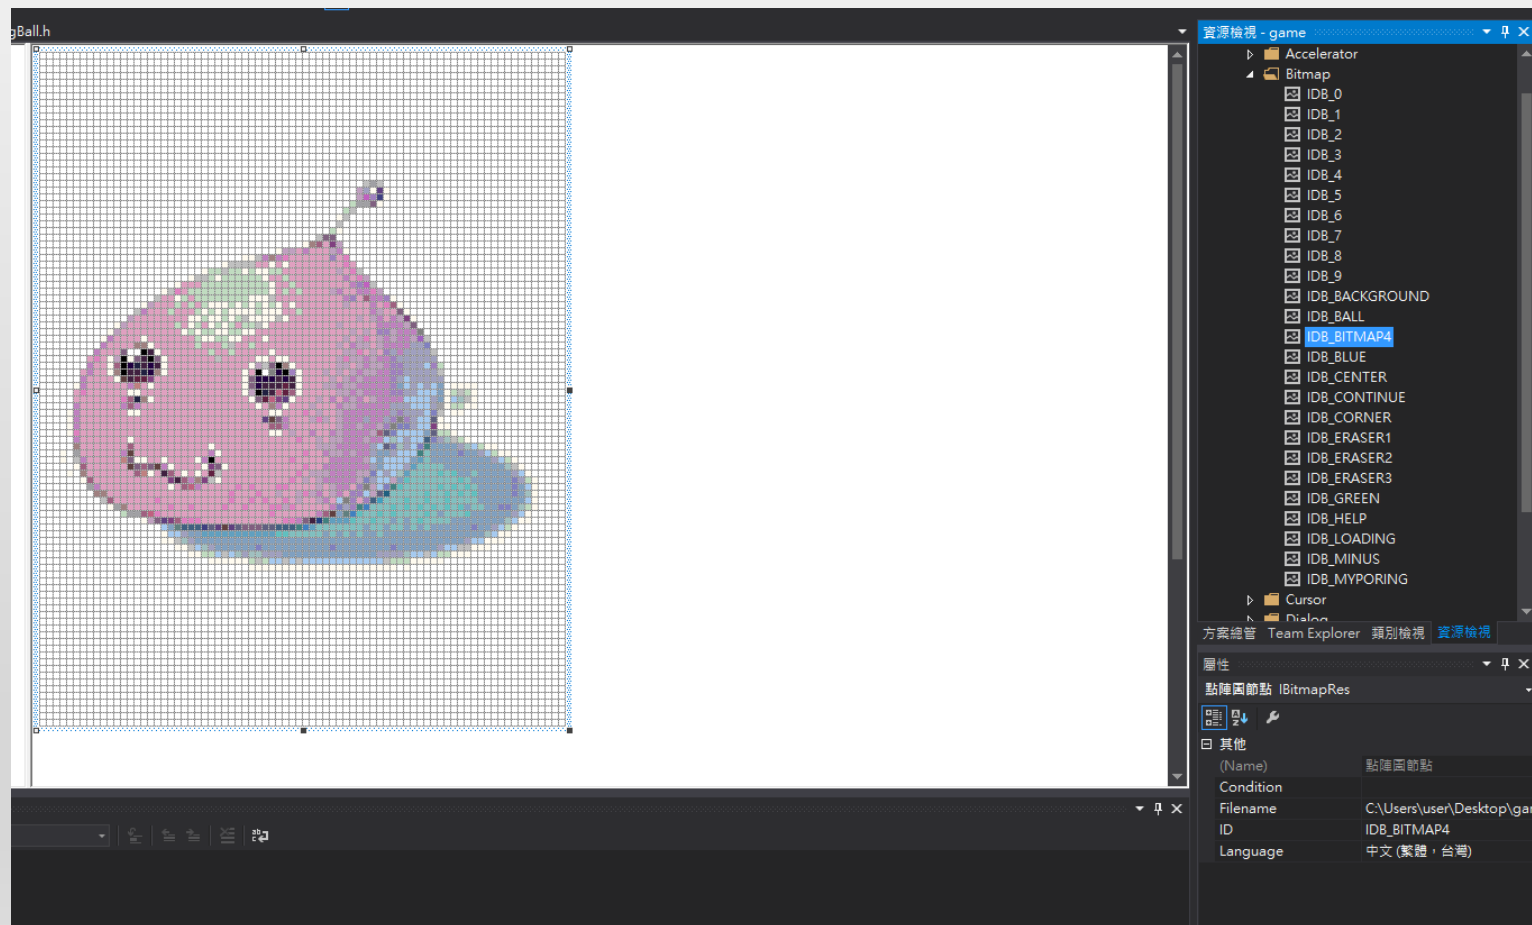 gBall.h
資源檢視 - game
Accelerator
Bitmap
IDB_0
IDB_1
IDB_2
IDB_3
IDB_4
IDB_5
IDB_6
IDB_7
IDB_8
IDB_9
IDB_BACKGROUND
IDB_BALL
IDB_BITMAP4
IDB_BLUE
IDB_CENTER
IDB_CONTINUE
IDB_CORNER
IDB_ERASER1
IDB_ERASER2
IDB_ERASER3
IDB_GREEN
IDB_HELP
IDB_LOADING
IDB_MINUS
IDB_MYPORING
Cursor
Dialog
方案總管 Team Explorer 類別檢視 資源檢視
屬性
點陣圖節點 IBitmapRes
其他
(Name) 點陣圖節點
Condition
Filename C:\Users\user\Desktop\gar
ID IDB_BITMAP4
Language 中文 (繁體，台灣)